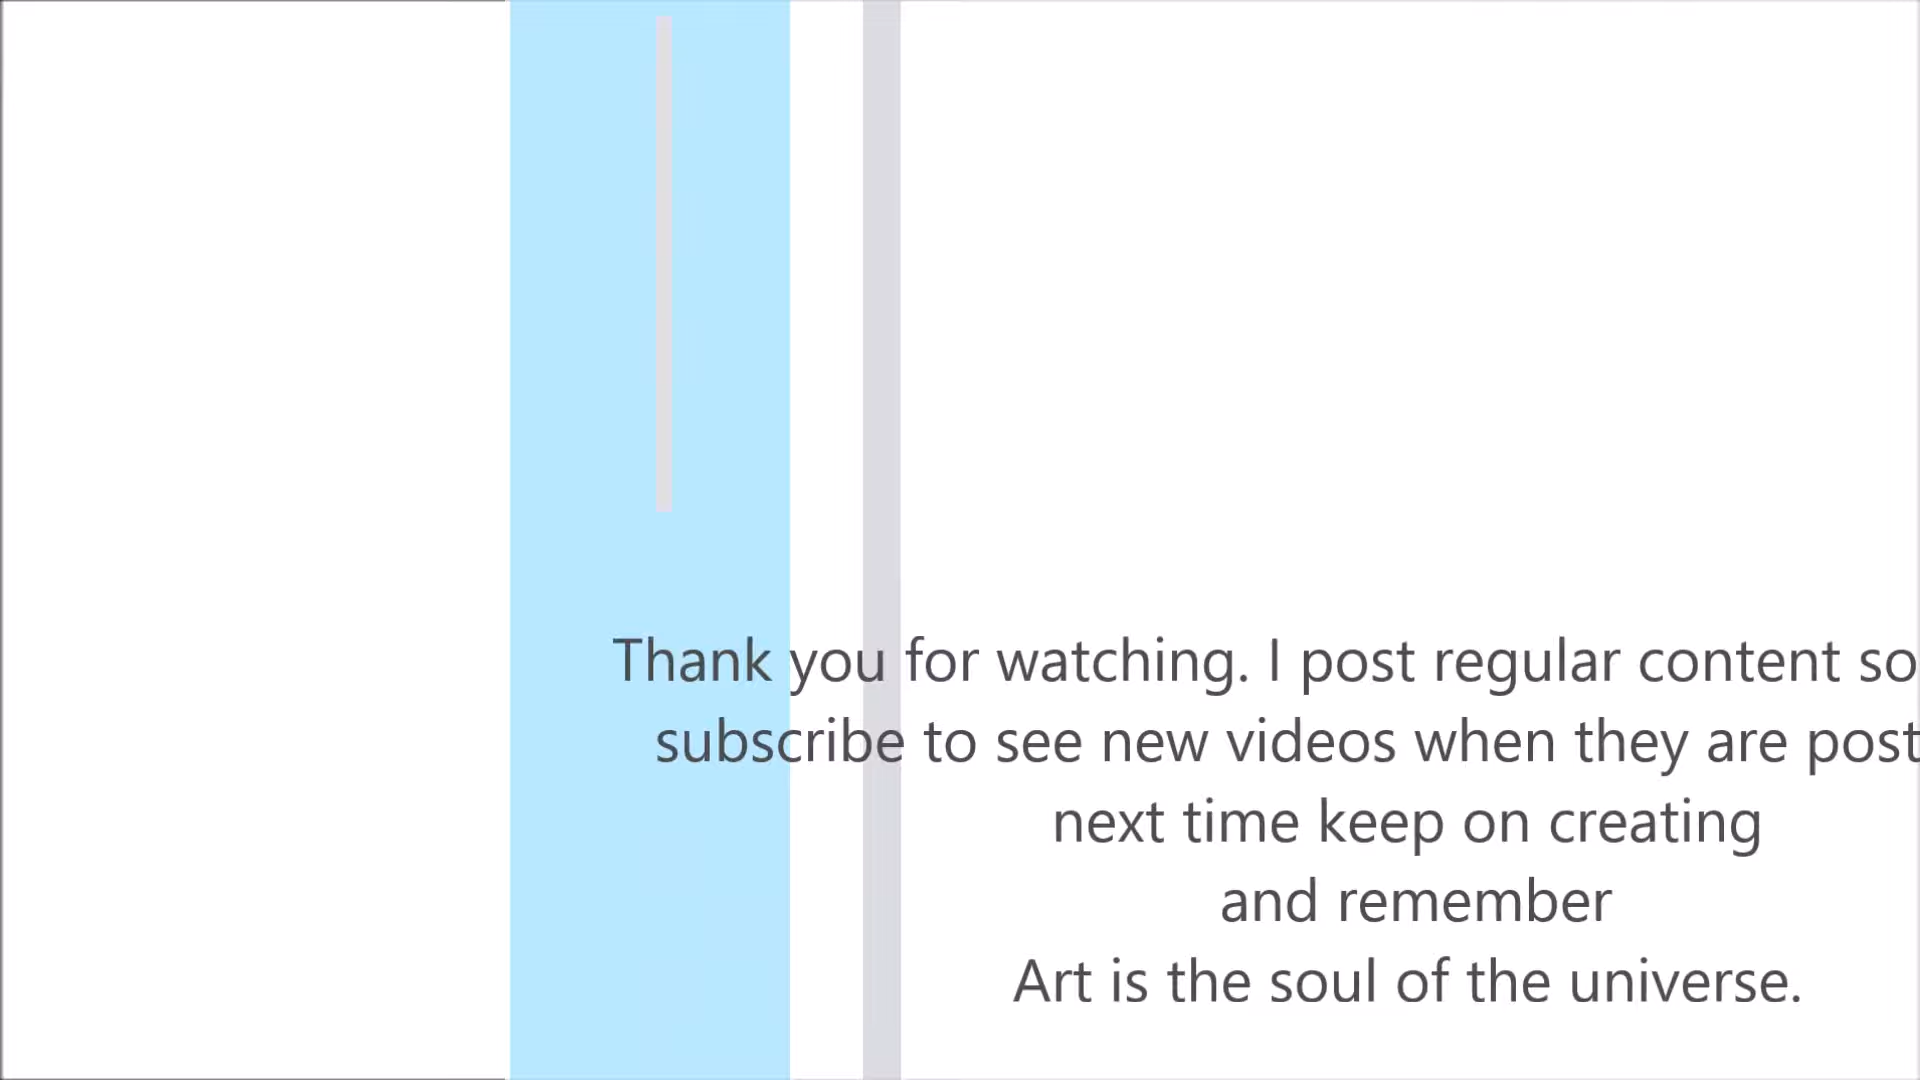 Thank you for watching. I post regular content so
subscribe to see new videos when they are post
next time keep on creating
and remember
Art is the soul of the universe.